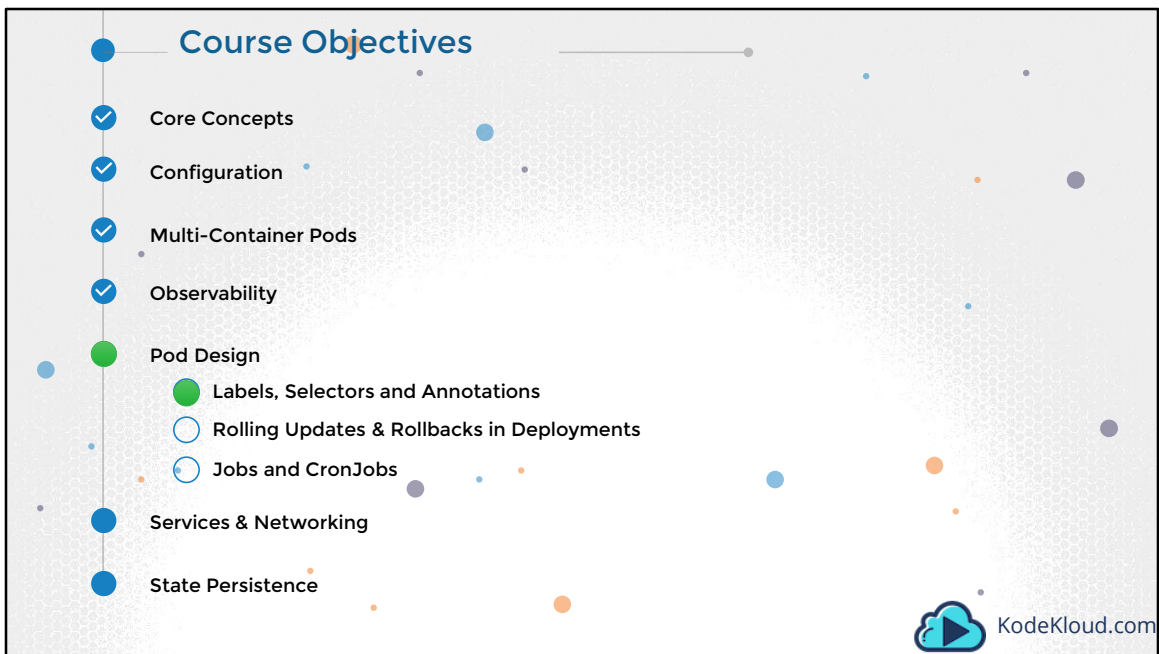 Course Objectives
Core Concepts
Configuration
Multi-Container Pods
Observability
Pod Design
Labels, Selectors and Annotations
Rolling Updates & Rollbacks in Deployments
Jobs and CronJobs
Services & Networking
State Persistence
KodeKloud.com